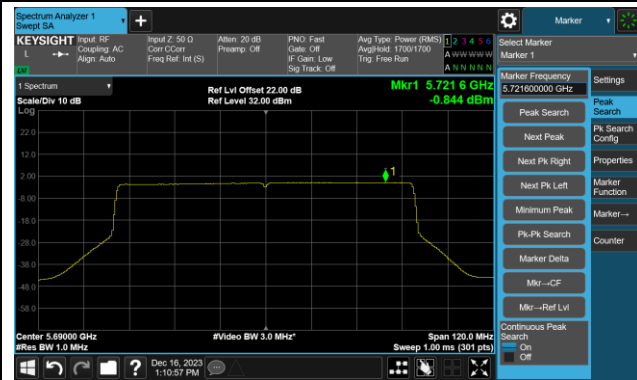 Spectrum Analyzer 1
Swept SA
Marker
KEYSIGHT
L
LXI
Input: RF
Coupling: AC
Align: Auto
Input Z: 50 Ω
Corr CCorr
Freq Ref: Int (S)
Atten: 20 dB
Preamp: Off
PNO: Fast
Gate: Off
IF Gain: Low
Sig Track: Off
Avg Type: Power (RMS)
Avg|Hold: 1700/1700
Trig: Free Run
1 2 3 4 5 6
A W W W W W
A N N N N N
Select Marker
Marker 1
1 Spectrum
Scale/Div 10 dB
Log
Ref Lvl Offset 22.00 dB
Ref Level 32.00 dBm
Mkr1 5.721 6 GHz
-0.844 dBm
22.0
12.0
2.00
-8.00
-18.0
-28.0
-38.0
-48.0
-58.0
1
Center 5.69000 GHz
#Res BW 1.0 MHz
#Video BW 3.0 MHz*
Span 120.0 MHz
Sweep 1.00 ms (301 pts)
Marker Frequency
5.721600000 GHz
Peak Search
Next Peak
Next Pk Right
Next Pk Left
Minimum Peak
Pk-Pk Search
Marker Delta
Mkr→CF
Mkr→Ref Lvl
Continuous Peak
Search
On
Off
Settings
Peak
Search
Pk Search
Config
Properties
Marker
Function
Marker→
Counter
?
Dec 16, 2023
1:10:57 PM